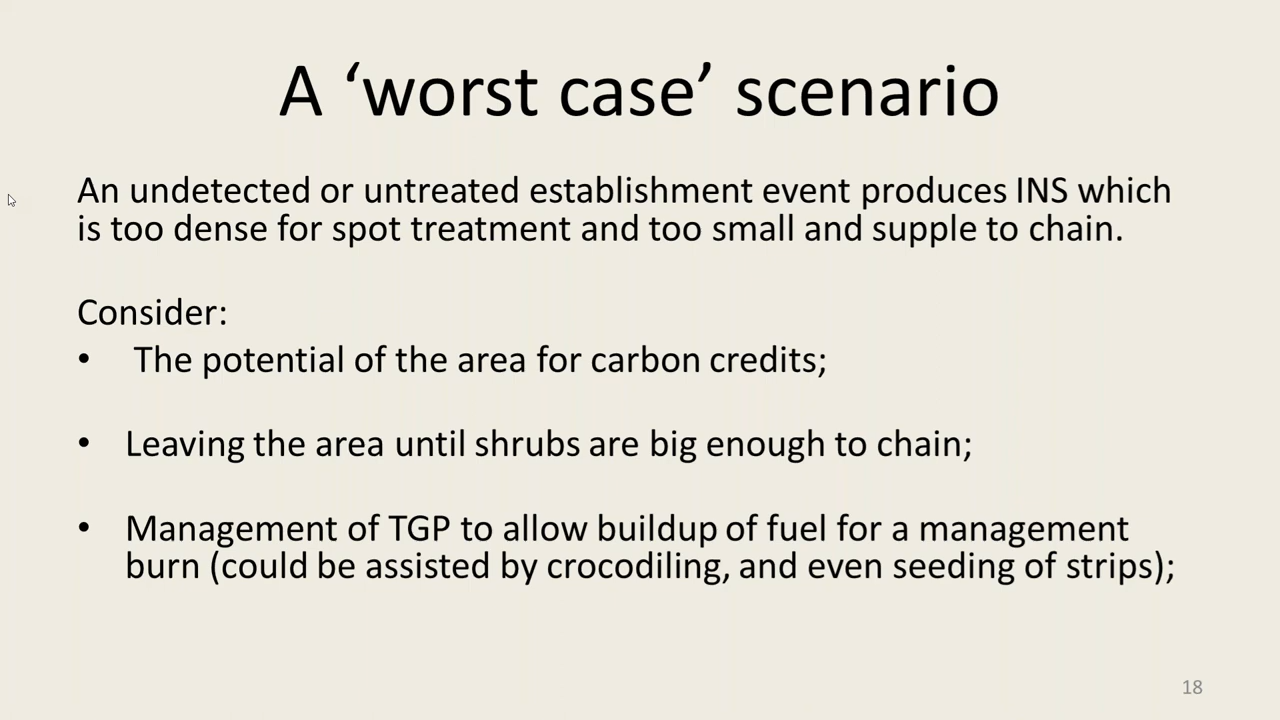 A ‘worst case’ scenario
An undetected or untreated establishment event produces INS which
is too dense for spot treatment and too small and supple to chain.
Consider:
• The potential of the area for carbon credits;
• Leaving the area until shrubs are big enough to chain;
• Management of TGP to allow buildup of fuel for a management
burn (could be assisted by crocodiling, and even seeding of strips);
18